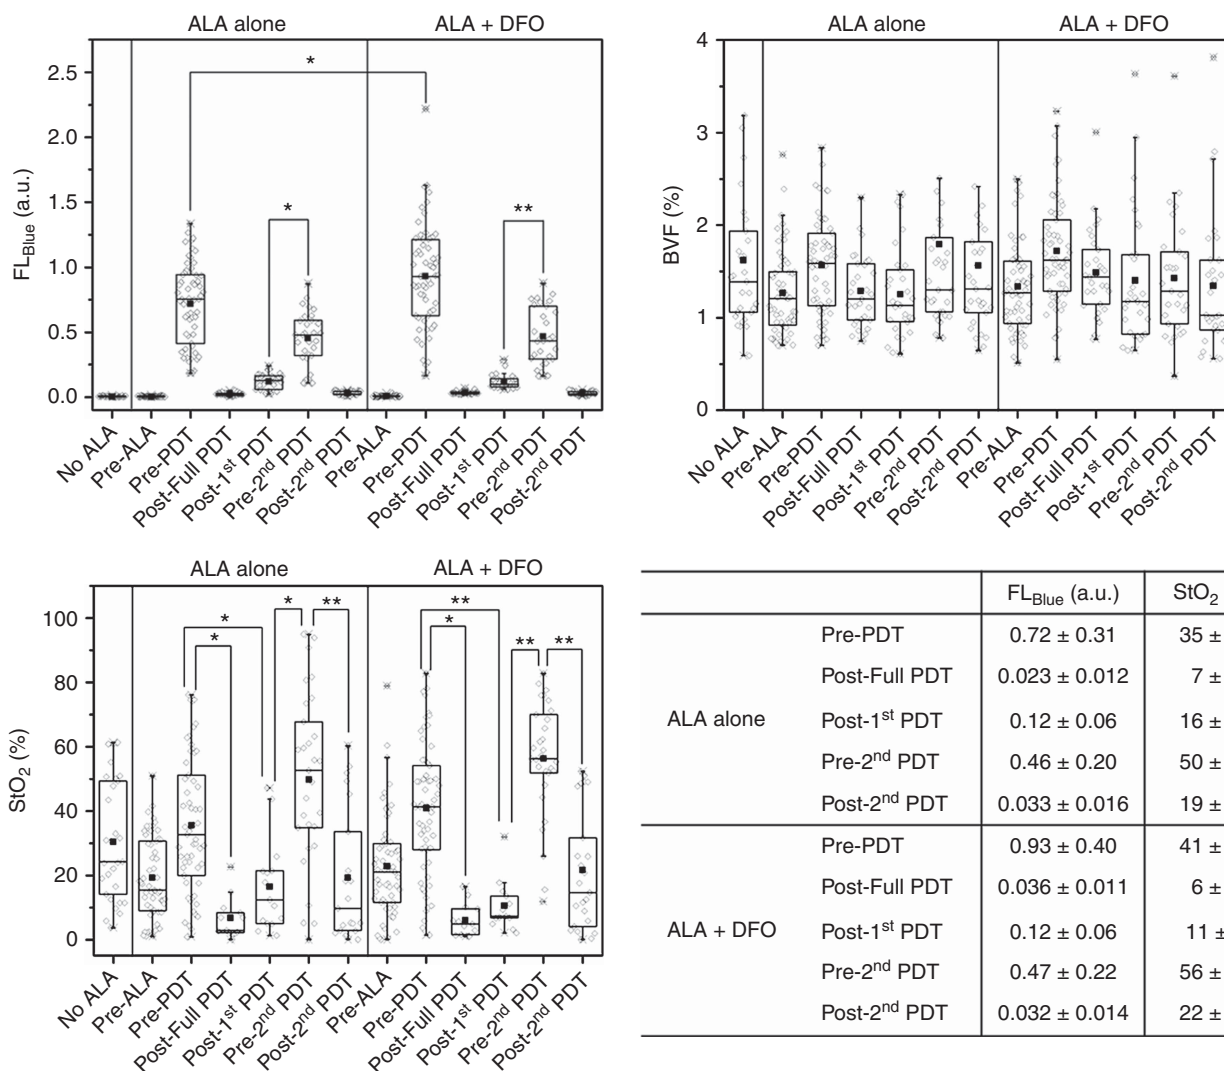 ALA alone
ALA + DFO
FL_Blue (a.u.)
2.5
2.0
1.5
1.0
0.5
0.0
*
*
**
No ALA
Pre-ALA
Pre-PDT
Post-Full PDT
Post-1st PDT
Pre-2nd PDT
Post-2nd PDT
Pre-ALA
Pre-PDT
Post-Full PDT
Post-1st PDT
Pre-2nd PDT
Post-2nd PDT
ALA alone
ALA + DFO
BVF (%)
4
3
2
1
0
No ALA
Pre-ALA
Pre-PDT
Post-Full PDT
Post-1st PDT
Pre-2nd PDT
Post-2nd PDT
Pre-ALA
Pre-PDT
Post-Full PDT
Post-1st PDT
Pre-2nd PDT
Post-2nd PDT
ALA alone
ALA + DFO
StO2 (%)
100
80
60
40
20
0
*
*
*
**
**
*
**
**
No ALA
Pre-ALA
Pre-PDT
Post-Full PDT
Post-1st PDT
Pre-2nd PDT
Post-2nd PDT
Pre-ALA
Pre-PDT
Post-Full PDT
Post-1st PDT
Pre-2nd PDT
Post-2nd PDT
FL_Blue (a.u.) StO2
Pre-PDT 0.72 ± 0.31 35 ±
Post-Full PDT 0.023 ± 0.012 7 ±
ALA alone Post-1st PDT 0.12 ± 0.06 16 ±
Pre-2nd PDT 0.46 ± 0.20 50 ±
Post-2nd PDT 0.033 ± 0.016 19 ±
Pre-PDT 0.93 ± 0.40 41 ±
Post-Full PDT 0.036 ± 0.011 6 ±
ALA + DFO Post-1st PDT 0.12 ± 0.06 11 ±
Pre-2nd PDT 0.47 ± 0.22 56 ±
Post-2nd PDT 0.032 ± 0.014 22 ±